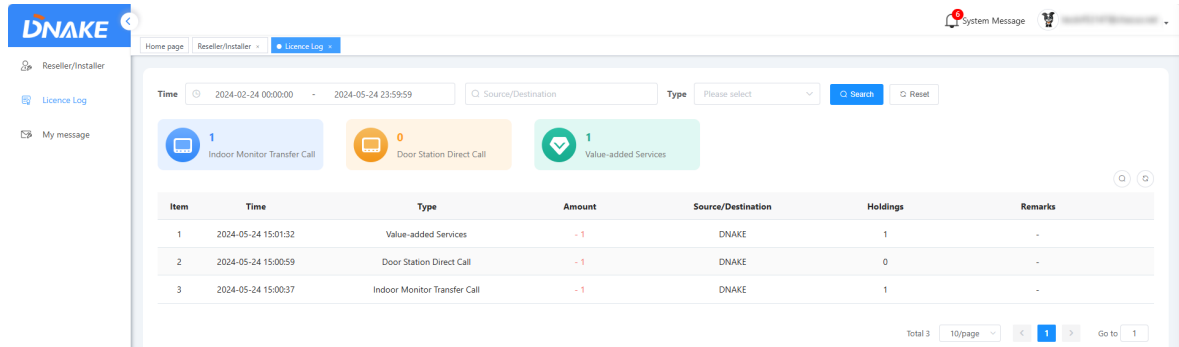 DNAKE
6
System Message
Home page Reseller/Installer × Licence Log ×
Reseller/Installer
Licence Log
My message
Time 2024-02-24 00:00:00 - 2024-05-24 23:59:59 Source/Destination Type Please select Search Reset
1
Indoor Monitor Transfer Call
0
Door Station Direct Call
1
Value-added Services
Item Time Type Amount Source/Destination Holdings Remarks
1 2024-05-24 15:01:32 Value-added Services - 1 DNAKE 1 -
2 2024-05-24 15:00:59 Door Station Direct Call - 1 DNAKE 0 -
3 2024-05-24 15:00:37 Indoor Monitor Transfer Call - 1 DNAKE 1 -
Total 3 10/page < 1 > Go to 1